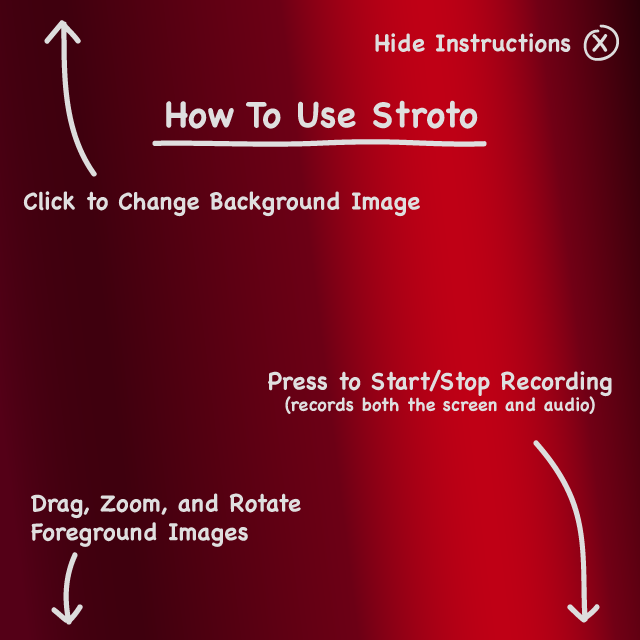 Hide Instructions X
How To Use Stroto
Click to Change Background Image
Press to Start/Stop Recording
(records both the screen and audio)
Drag, Zoom, and Rotate
Foreground Images